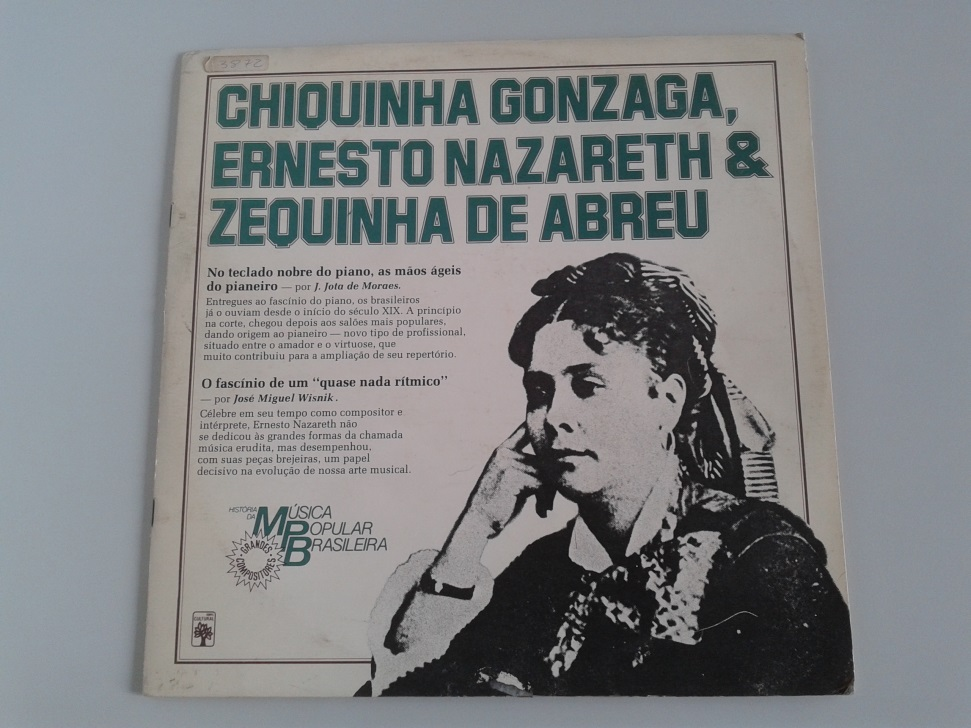 3872
CHIQUINHA GONZAGA,
ERNESTO NAZARETH &
ZEQUINHA DE ABREU
No teclado nobre do piano, as mãos ágeis
do pianeiro — por J. Jota de Moraes.
Entregues ao fascínio do piano, os brasileiros
já o ouviam desde o início do século XIX. A princípio
na corte, chegou depois aos salões mais populares,
dando origem ao pianeiro — novo tipo de profissional,
situado entre o amador e o virtuose, que
muito contribuiu para a ampliação de seu repertório.
O fascínio de um “quase nada rítmico”
— por José Miguel Wisnik.
Célebre em seu tempo como compositor e
intérprete, Ernesto Nazareth não
se dedicou às grandes formas da chamada
música erudita, mas desempenhou,
com suas peças brejeiras, um papel
decisivo na evolução de nossa arte musical.
HISTÓRIA
DA MÚSICA
POPULAR
BRASILEIRA
GRANDES
COMPOSITORES
ABRIL
CULTURAL